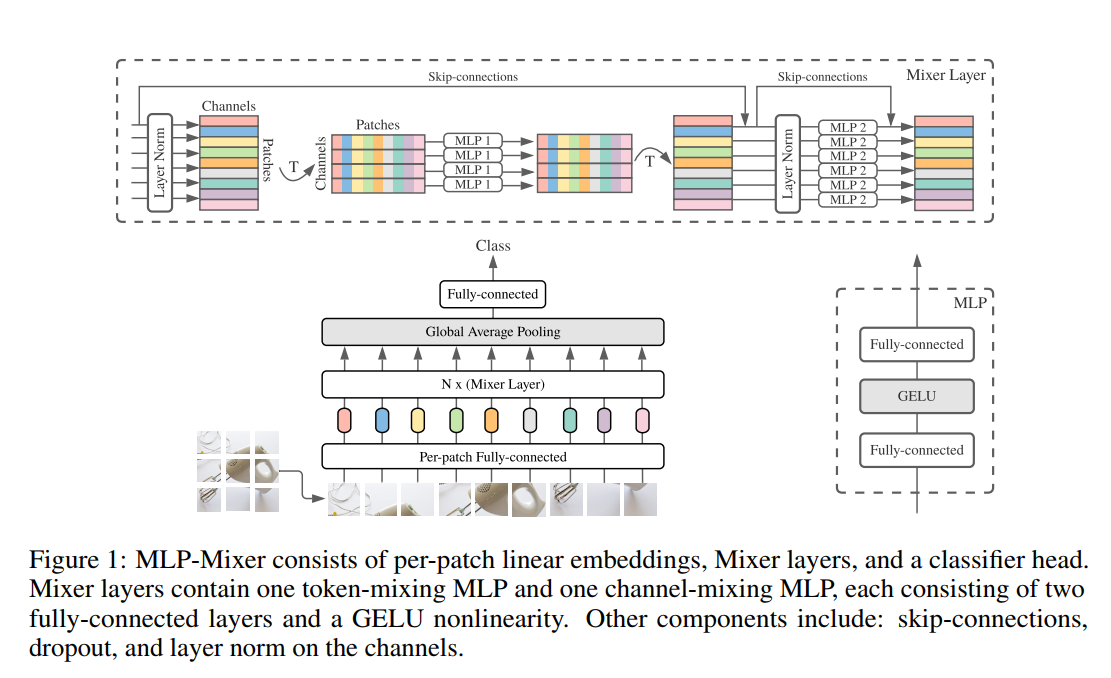 Skip-connections
Skip-connections
Mixer Layer
Channels
Layer Norm
Patches
T
Patches
Channels
MLP 1
MLP 1
MLP 1
MLP 1
T
Layer Norm
MLP 2
MLP 2
MLP 2
MLP 2
MLP 2
MLP 2
Class
Fully-connected
Global Average Pooling
N x (Mixer Layer)
Per-patch Fully-connected
MLP
Fully-connected
GELU
Fully-connected
Figure 1: MLP-Mixer consists of per-patch linear embeddings, Mixer layers, and a classifier head.
Mixer layers contain one token-mixing MLP and one channel-mixing MLP, each consisting of two
fully-connected layers and a GELU nonlinearity. Other components include: skip-connections,
dropout, and layer norm on the channels.